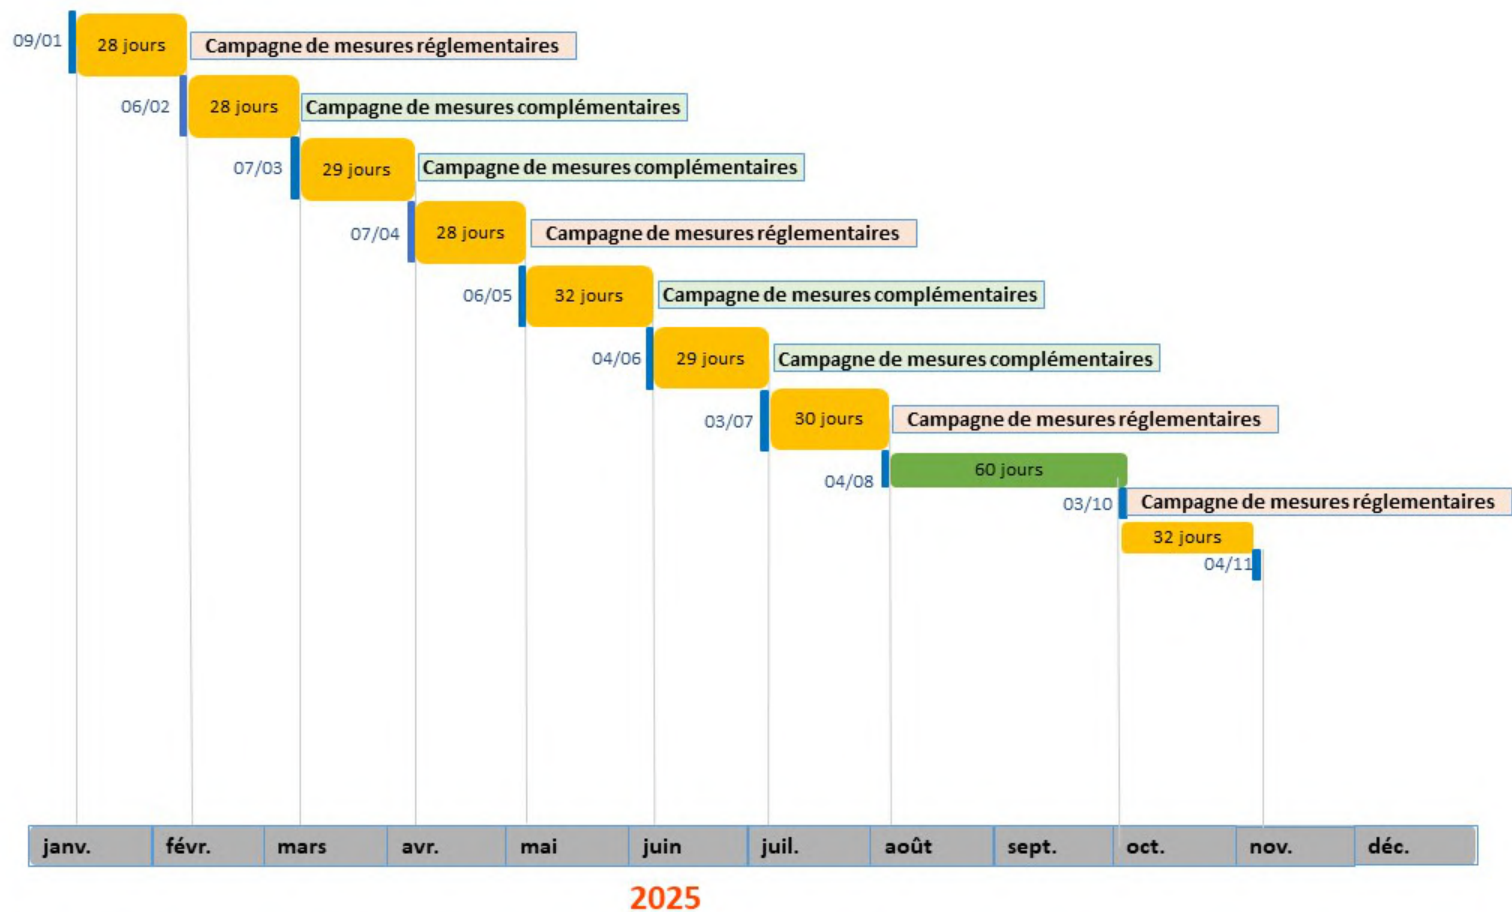 09/01 28 jours Campagne de mesures réglementaires
06/02 28 jours Campagne de mesures complémentaires
07/03 29 jours Campagne de mesures complémentaires
07/04 28 jours Campagne de mesures réglementaires
06/05 32 jours Campagne de mesures complémentaires
04/06 29 jours Campagne de mesures complémentaires
03/07 30 jours Campagne de mesures réglementaires
04/08 60 jours
03/10 Campagne de mesures réglementaires
32 jours
04/11
janv. févr. mars avr. mai juin juil. août sept. oct. nov. déc.
2025